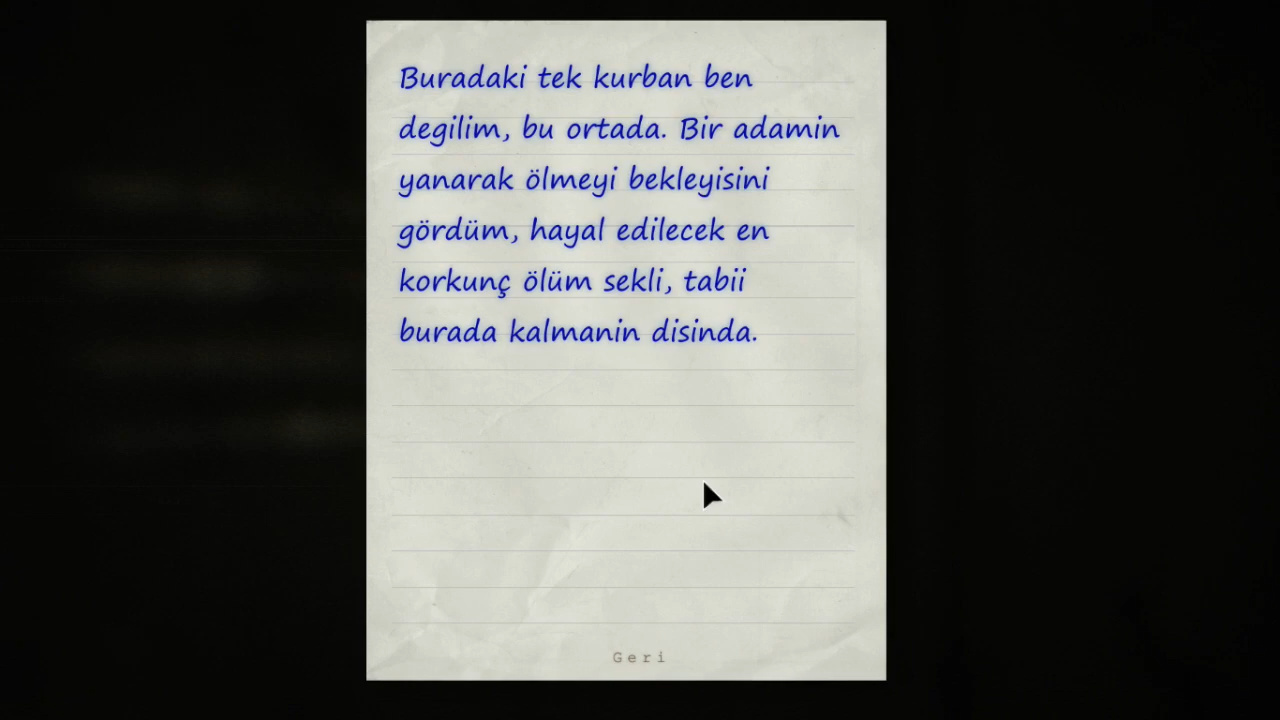 Buradaki tek kurban ben
degilim, bu ortada. Bir adamin
yanarak ölmeyi bekleyisini
gördüm, hayal edilecek en
korkunç ölüm sekli, tabii
burada kalmanin disinda.
Geri